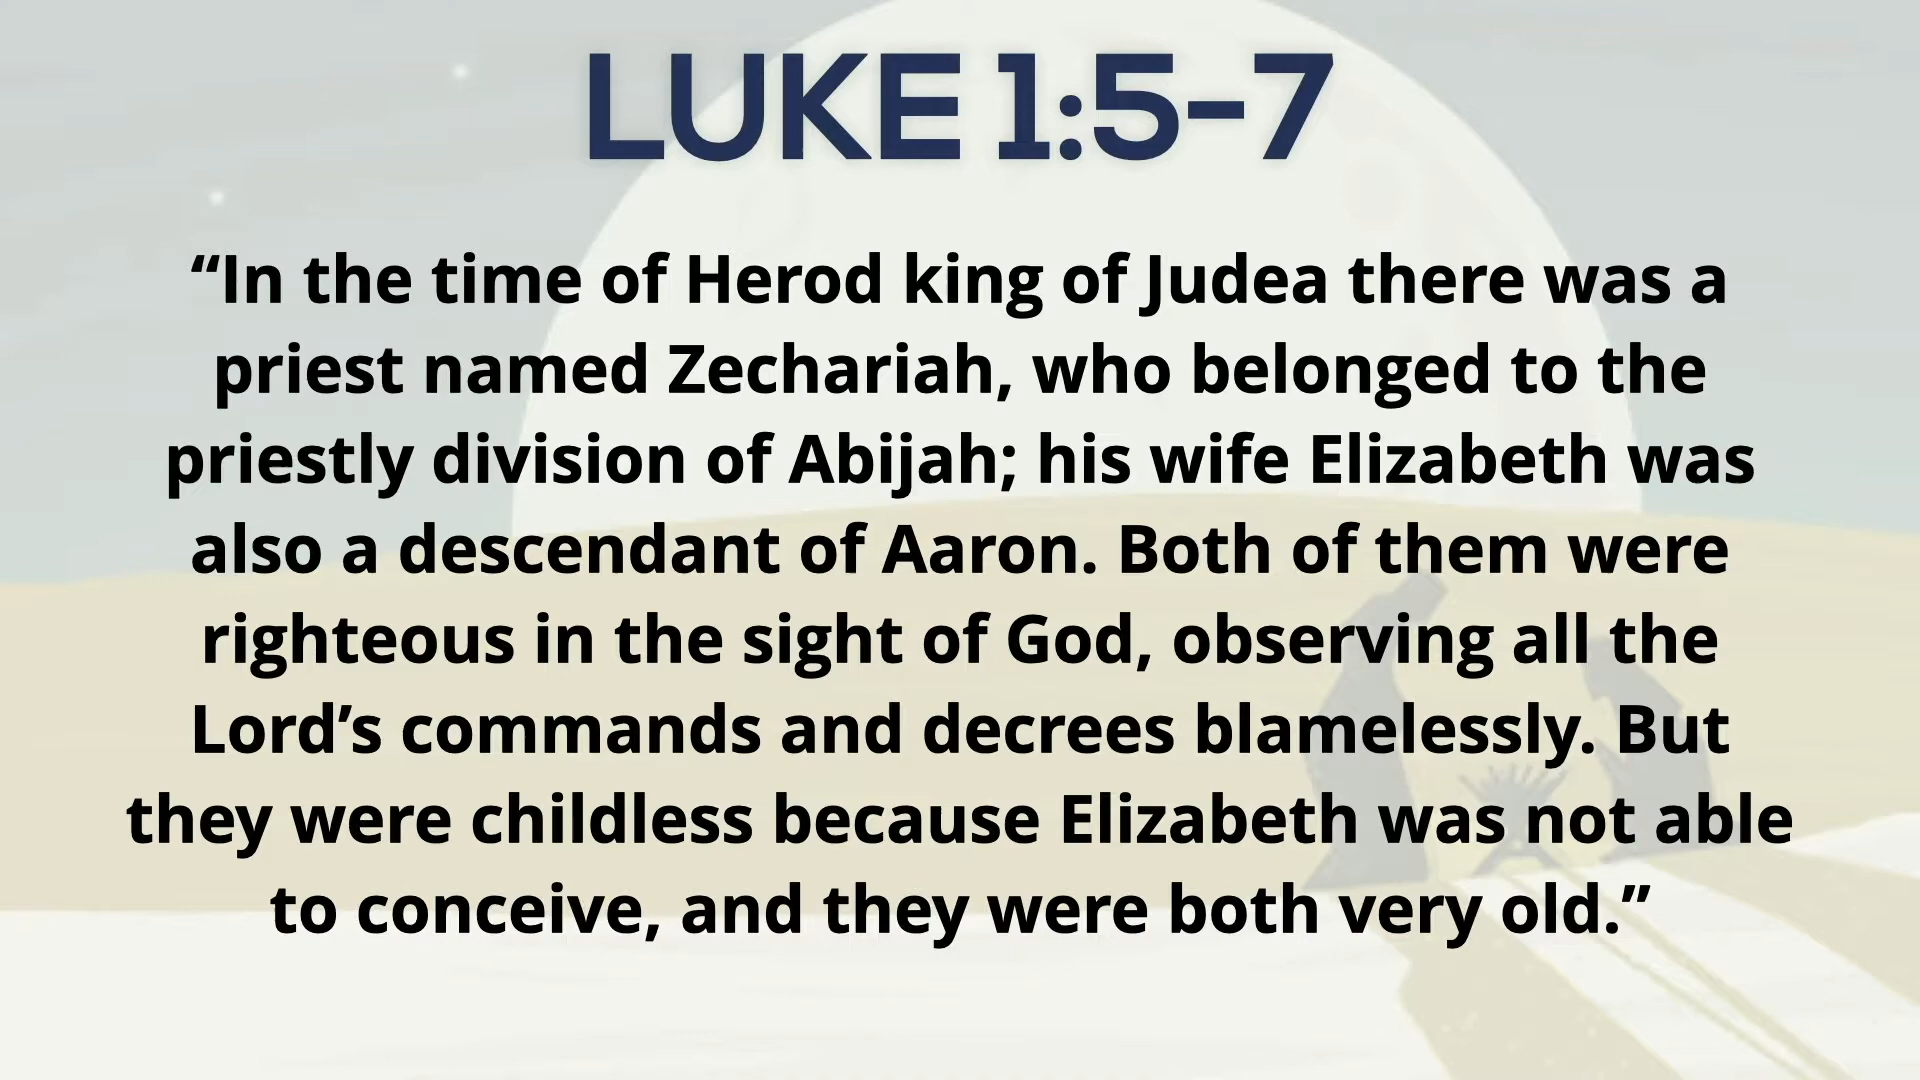 LUKE 1:5-7
“In the time of Herod king of Judea there was a
priest named Zechariah, who belonged to the
priestly division of Abijah; his wife Elizabeth was
also a descendant of Aaron. Both of them were
righteous in the sight of God, observing all the
Lord’s commands and decrees blamelessly. But
they were childless because Elizabeth was not able
to conceive, and they were both very old.”